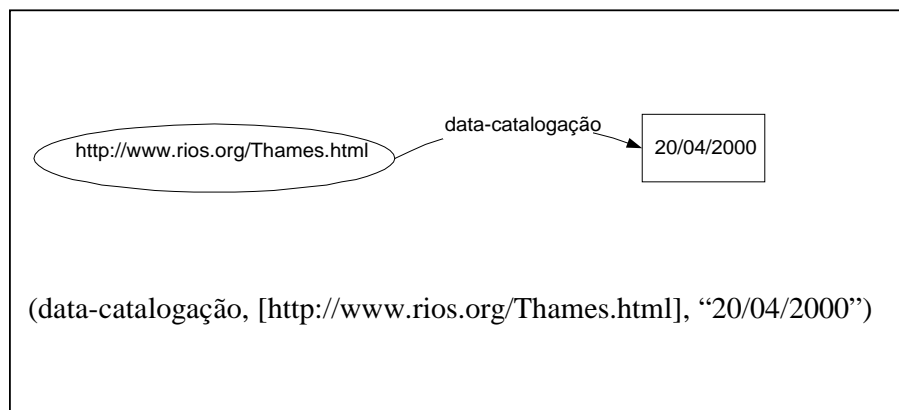 data-catalogação
http://www.rios.org/Thames.html
20/04/2000
(data-catalogação, [http://www.rios.org/Thames.html], “20/04/2000”)